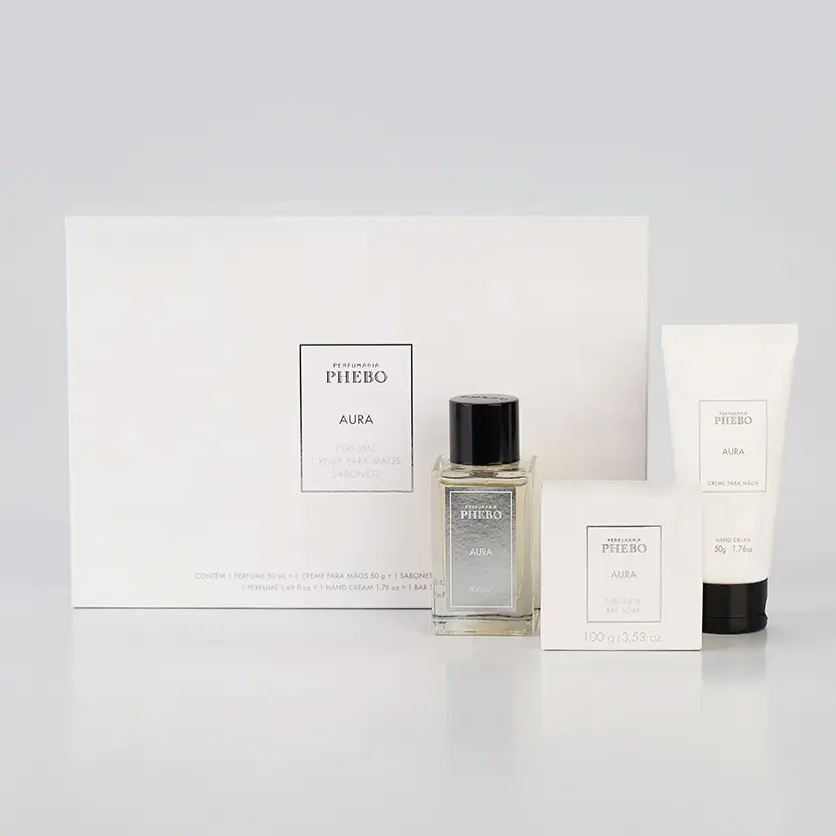 PERFUMARIA
PHEBO
AURA
PERFUME
CREME PARA MÃOS
SABONETE
CONTÉM 1 PERFUME 50 mL + 1 CREME PARA MÃOS 50 g + 1 SABONETE
1 PERFUME 1,69 fl oz + 1 HAND CREAM 1,76 oz + 1 BAR
PERFUMARIA
PHEBO
AURA
PERFUME
PERFUMARIA
PHEBO
AURA
SABONETE
BAR SOAP
100 g | 3,53 oz
PERFUMARIA
PHEBO
AURA
CREME PARA MÃOS
HAND CREAM
50g 1,76oz